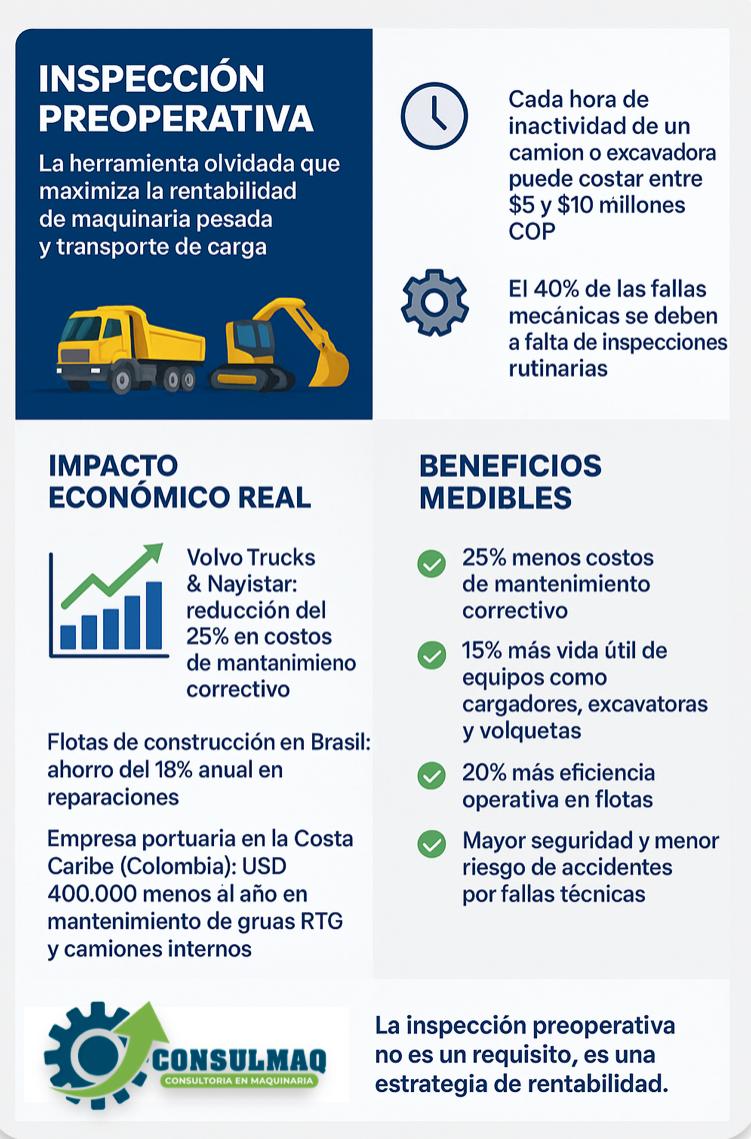 INSPECCIÓN
PREOPERATIVA
La herramienta olvidada que
maximiza la rentabilidad
de maquinaria pesada
y transporte de carga
Cada hora de
inactividad de un
camion o excavadora
puede costar entre
$5 y $10 millones
COP
El 40% de las fallas
mecánicas se deben
a falta de inspecciones
rutinarias
IMPACTO
ECONÓMICO REAL
Volvo Trucks
& Nayistar:
reducción del
25% en costos
de mantanimieno
correctivo
Flotas de construcción en Brasil:
ahorro del 18% anual en
reparaciones
Empresa portuaria en la Costa
Caribe (Colombia): USD
400.000 menos al año en
mantenimiento de gruas RTG
y camiones internos
BENEFICIOS
MEDIBLES
25% menos costos
de mantenimiento
correctivo
15% más vida útil de
equipos como
cargadores, excavatoras
y volquetas
20% más eficiencia
operativa en flotas
Mayor seguridad y menor
riesgo de accidentes
por fallas técnicas
CONSULMAQ
CONSULTORIA EN MAQUINARIA
La inspección preoperativa
no es un requisito, es una
estrategia de rentabilidad.